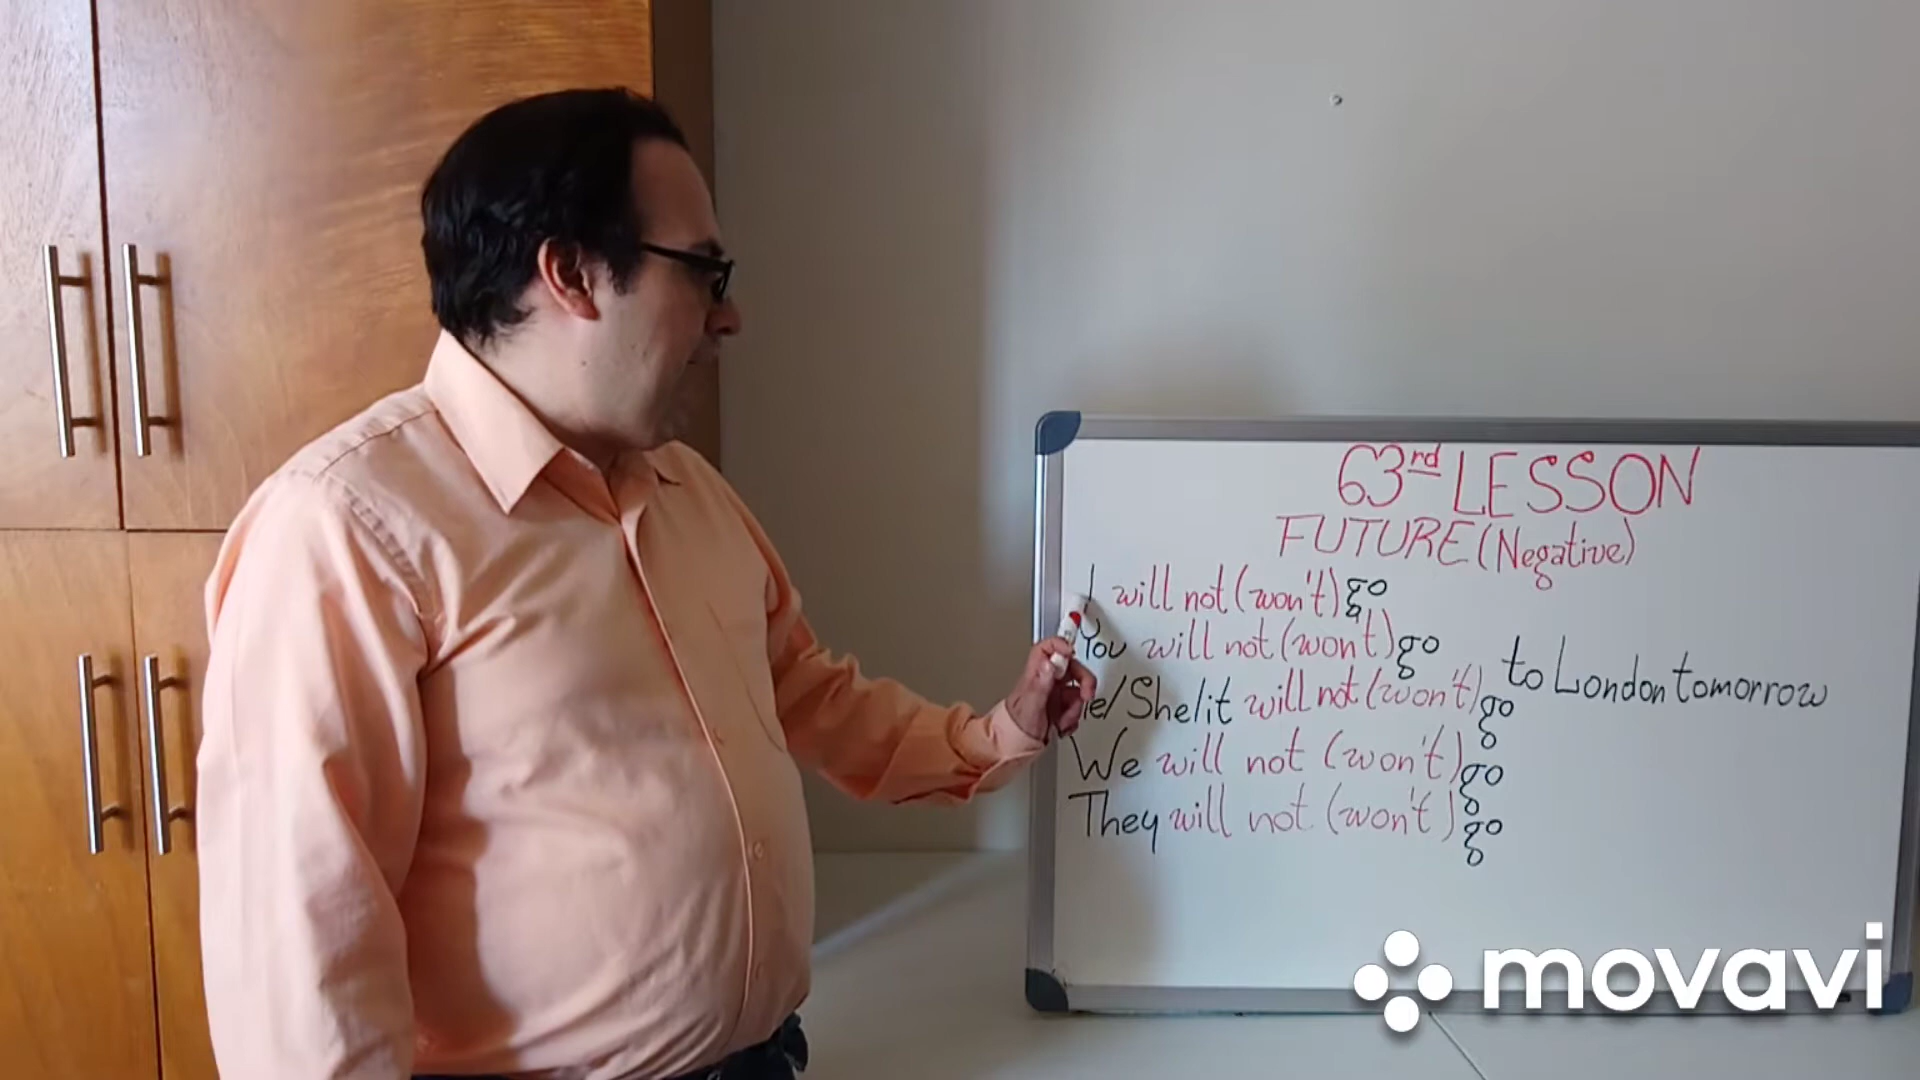 63rd LESSON
FUTURE (Negative)
I will not (won't) go
You will not (won't) go
He/She/it will not (won't) go
to London tomorrow
We will not (won't) go
They will not (won't) go
movavi